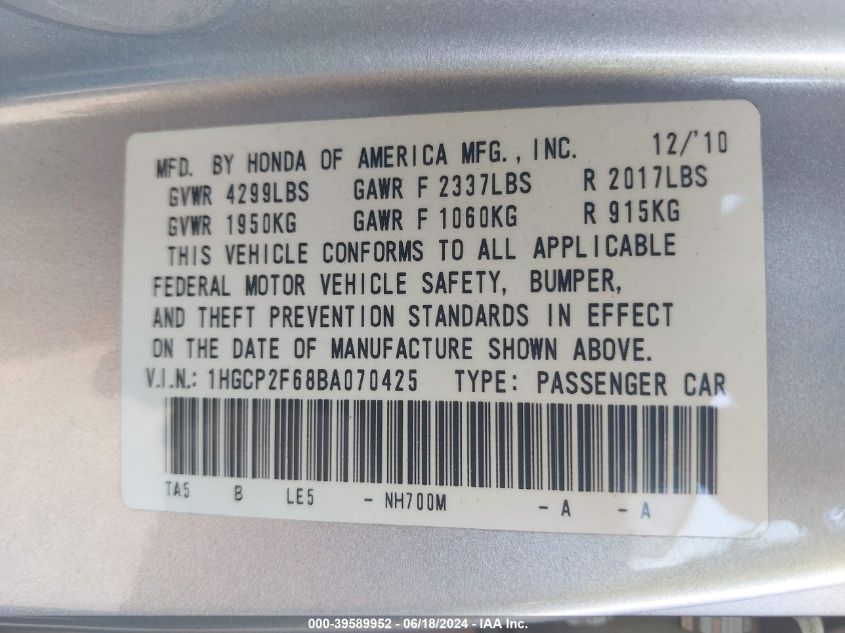 MFD. BY HONDA OF AMERICA MFG., INC. 12/'10
GVWR 4299LBS GAWR F 2337LBS R 2017LBS
GVWR 1950KG GAWR F 1060KG R 915KG
THIS VEHICLE CONFORMS TO ALL APPLICABLE
FEDERAL MOTOR VEHICLE SAFETY, BUMPER,
AND THEFT PREVENTION STANDARDS IN EFFECT
ON THE DATE OF MANUFACTURE SHOWN ABOVE.
V.I.N.: 1HGCP2F68BA070425 TYPE: PASSENGER CAR
TA5 B LE5 - NH700M - A - A
000-39589952 - 06/18/2024 - IAA Inc.